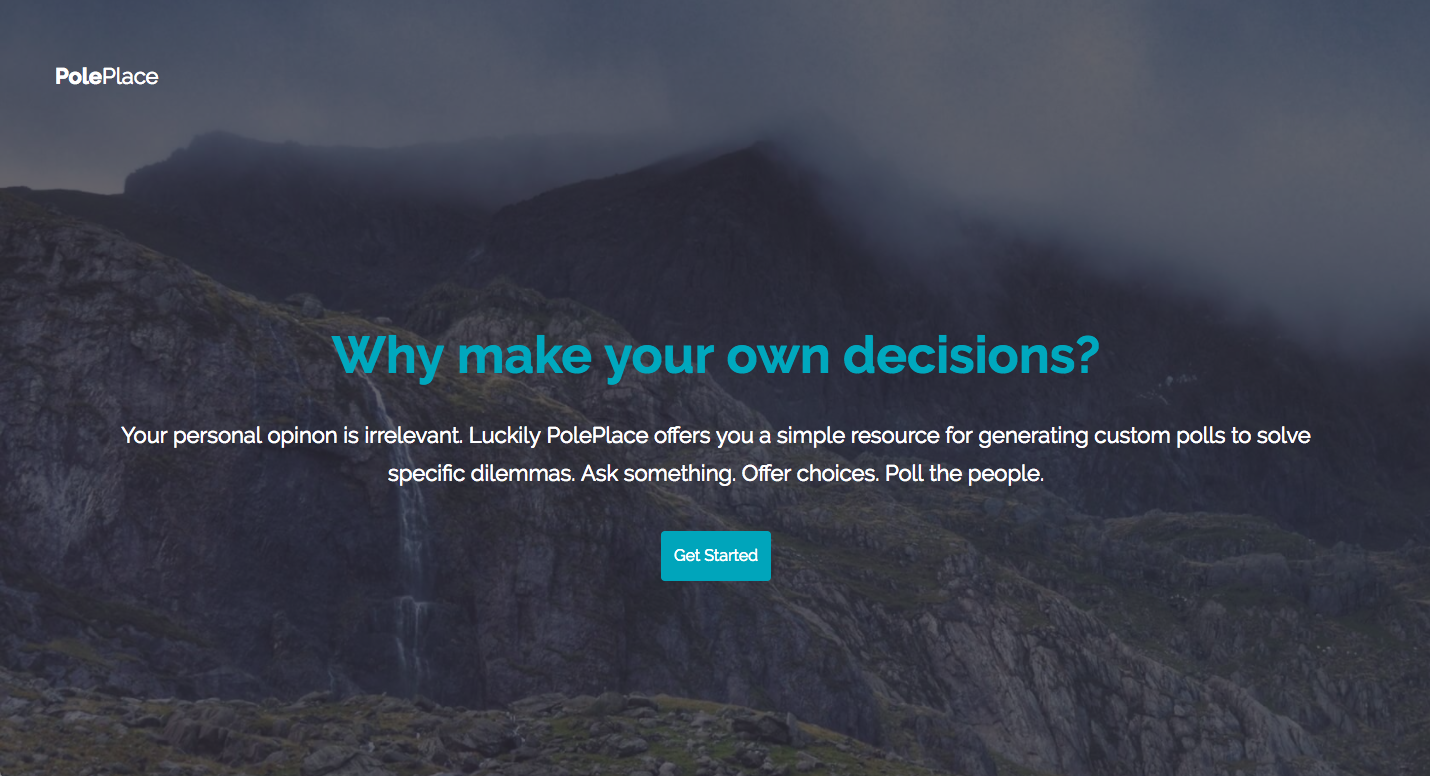 PolePlace
Why make your own decisions?
Your personal opinon is irrelevant. Luckily PolePlace offers you a simple resource for generating custom polls to solve
specific dilemmas. Ask something. Offer choices. Poll the people.
Get Started